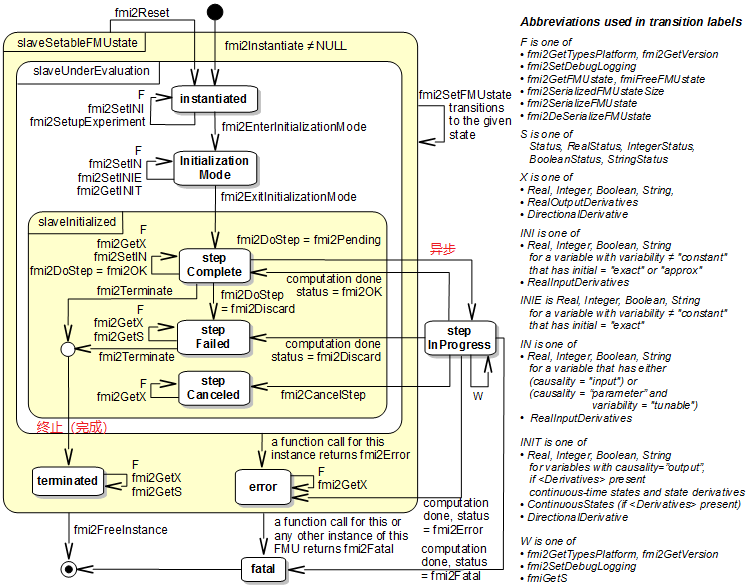 fmi2Reset
slaveSetableFMUstate
fmi2Instantiate ≠ NULL
slaveUnderEvaluation
F
fmi2SetINI
fmi2SetupExperiment
instantiated
fmi2SetFMUstate
transitions
to the given
state
fmi2EnterInitializationMode
F
fmi2SetIN
fmi2SetINIE
fmi2GetINIT
Initialization
Mode
fmi2ExitInitializationMode
slaveInitialized
F
fmi2GetX
fmi2SetIN
fmi2DoStep = fmi2OK
step
Complete
fmi2DoStep = fmi2Pending
异步
computation done
status = fmi2OK
fmi2Terminate
fmi2DoStep
= fmi2Discard
F
fmi2GetX
fmi2GetS
step
Failed
computation done
status = fmi2Discard
step
InProgress
fmi2Terminate
F
fmi2GetX
step
Canceled
fmi2CancelStep
W
终止（完成）
a function call for this
instance returns fmi2Error
terminated
F
fmi2GetX
fmi2GetS
error
F
fmi2GetX
computation
done, status
= fmi2Error
fmi2FreeInstance
a function call for this or
any other instance of this
FMU returns fmi2Fatal
fatal
computation
done, status
= fmi2Fatal
Abbreviations used in transition labels
F is one of
• fmi2GetTypesPlatform, fmi2GetVersion
• fmi2SetDebugLogging
• fmi2GetFMUstate, fmiFreeFMUstate
• fmi2SerializedFMUstateSize
• fmi2SerializeFMUstate
• fmi2DeSerializeFMUstate
S is one of
Status, RealStatus, IntegerStatus,
BooleanStatus, StringStatus
X is one of
• Real, Integer, Boolean, String,
• RealOutputDerivatives
• DirectionalDerivative
INI is one of
• Real, Integer, Boolean, String
for a variable with variability ≠ "constant"
that has initial = "exact" or "approx"
• RealInputDerivatives
INIE is Real, Integer, Boolean, String
for a variable with variability ≠ "constant"
that has initial = "exact"
IN is one of
• Real, Integer, Boolean, String
for a variable that has either
(causality = "input") or
(causality = "parameter" and
variability = "tunable")
• RealInputDerivatives
INIT is one of
• Real, Integer, Boolean, String
for variables with causality="output",
if <Derivatives> present
continuous-time states and state derivatives
• ContinuousStates (if <Derivatives> present)
• DirectionalDerivative
W is one of
• fmi2GetTypesPlatform, fmi2GetVersion
• fmi2SetDebugLogging
• fmiGetS